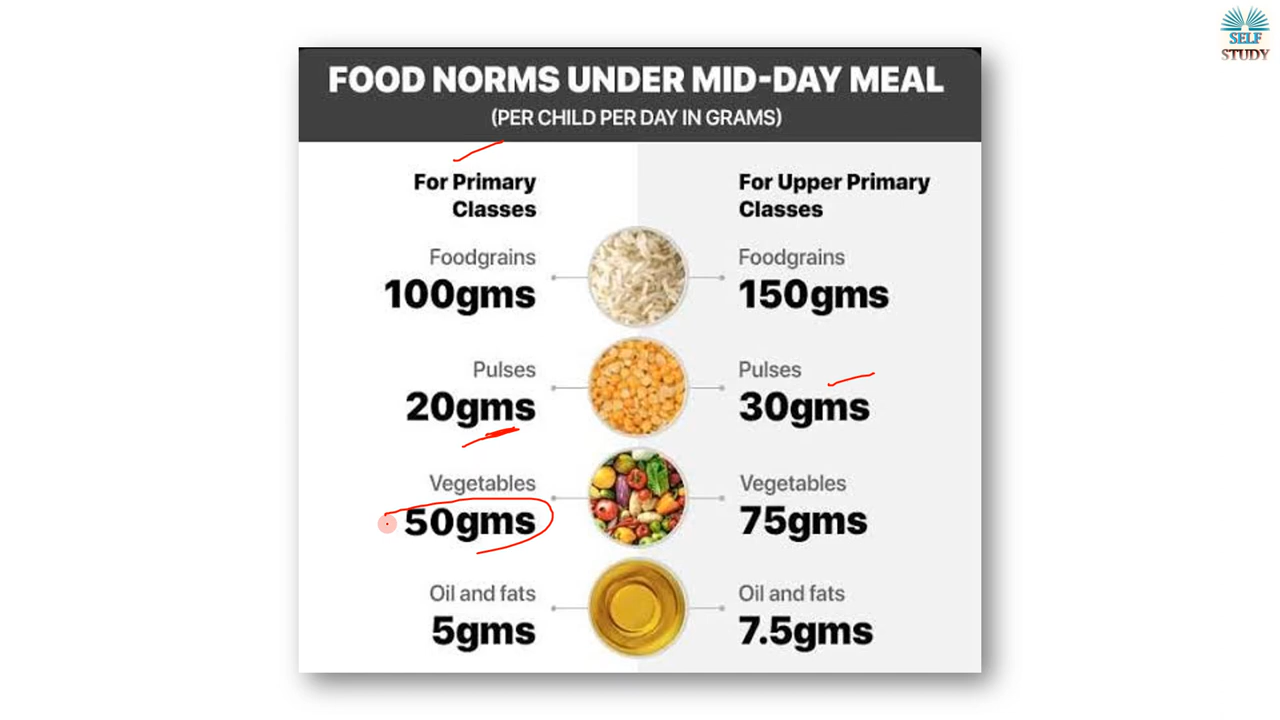 SELF
STUDY
FOOD NORMS UNDER MID-DAY MEAL
(PER CHILD PER DAY IN GRAMS)
For Primary
Classes
Foodgrains
100gms
Pulses
20gms
Vegetables
50gms
Oil and fats
5gms
For Upper Primary
Classes
Foodgrains
150gms
Pulses
30gms
Vegetables
75gms
Oil and fats
7.5gms